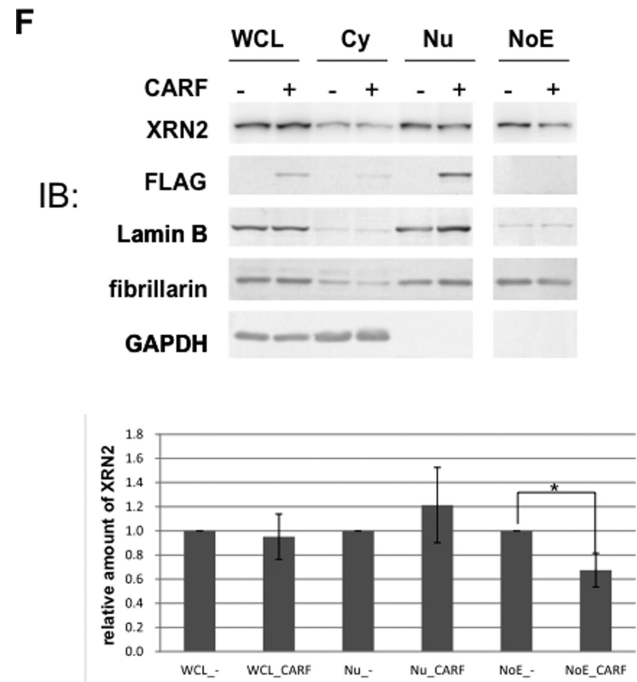 F
WCL Cy Nu NoE
CARF - + - + - + - +
XRN2
FLAG
IB:
Lamin B
fibrillarin
GAPDH
relative amount of XRN2
1.8
1.6
1.4
1.2
1.0
0.8
0.6
0.4
0.2
0.0
*
WCL_- WCL_CARF Nu_- Nu_CARF NoE_- NoE_CARF